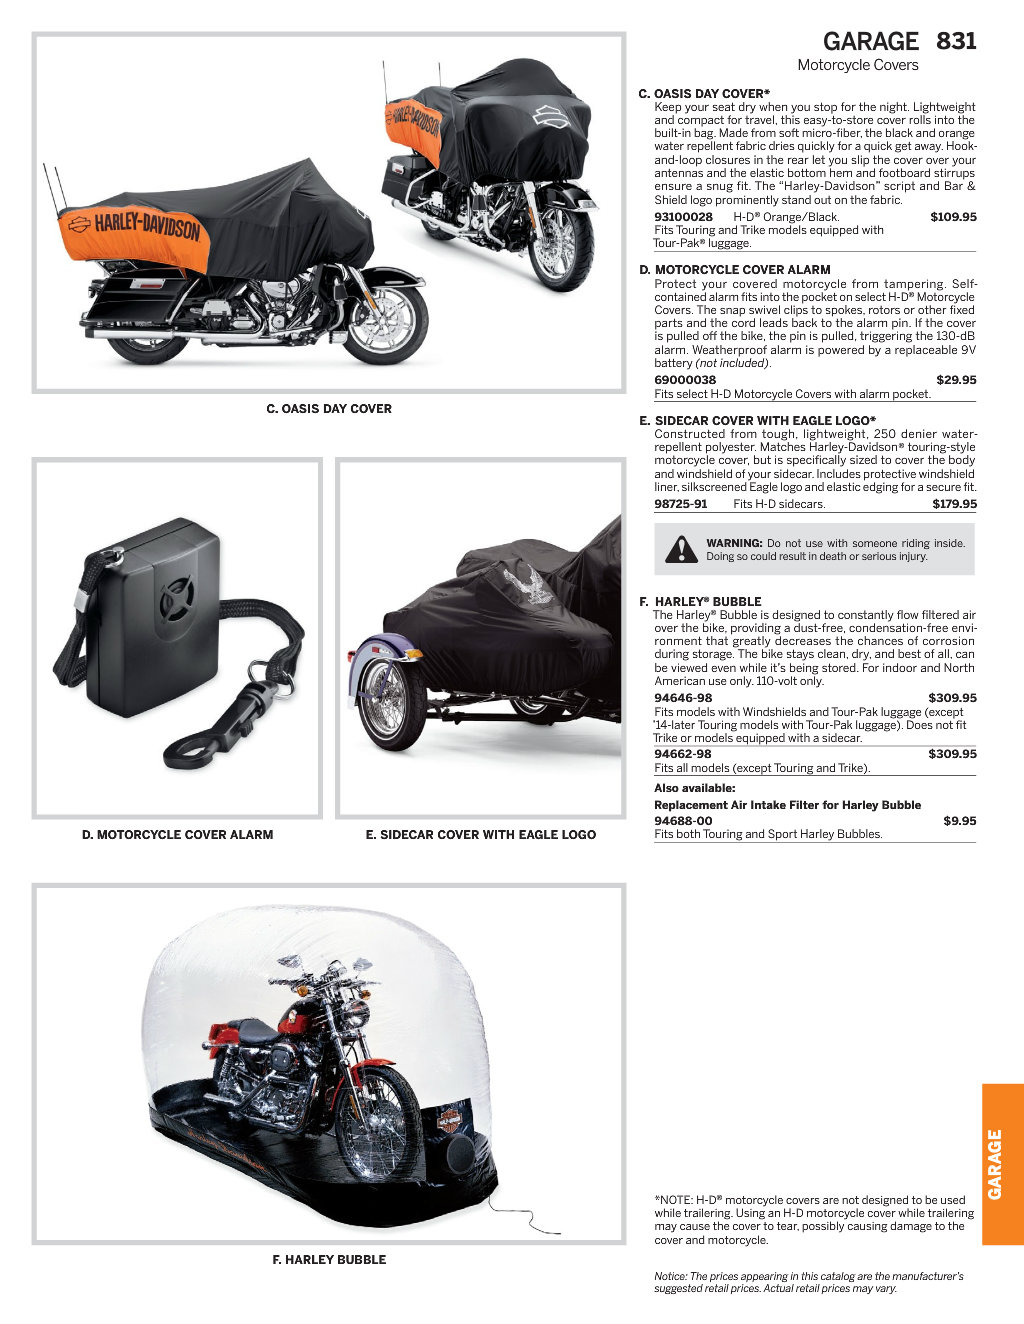 GARAGE 831
Motorcycle Covers
C. OASIS DAY COVER*
Keep your seat dry when you stop for the night. Lightweight
and compact for travel, this easy-to-store cover rolls into the
built-in bag. Made from soft micro-fiber, the black and orange
water repellent fabric dries quickly for a quick get away. Hook-
and-loop closures in the rear let you slip the cover over your
antennas and the elastic bottom hem and footboard stirrups
ensure a snug fit. The “Harley-Davidson” script and Bar &
Shield logo prominently stand out on the fabric.
93100028 H-D® Orange/Black. $109.95
Fits Touring and Trike models equipped with
Tour-Pak® luggage.
D. MOTORCYCLE COVER ALARM
Protect your covered motorcycle from tampering. Self-
contained alarm fits into the pocket on select H-D® Motorcycle
Covers. The snap swivel clips to spokes, rotors or other fixed
parts and the cord leads back to the alarm pin. If the cover
is pulled off the bike, the pin is pulled, triggering the 130-dB
alarm. Weatherproof alarm is powered by a replaceable 9V
battery (not included).
69000038 $29.95
Fits select H-D Motorcycle Covers with alarm pocket.
E. SIDECAR COVER WITH EAGLE LOGO*
Constructed from tough, lightweight, 250 denier water-
repellent polyester. Matches Harley-Davidson® touring-style
motorcycle cover, but is specifically sized to cover the body
and windshield of your sidecar. Includes protective windshield
liner, silkscreened Eagle logo and elastic edging for a secure fit.
98725-91 Fits H-D sidecars. $179.95
WARNING: Do not use with someone riding inside.
Doing so could result in death or serious injury.
F. HARLEY® BUBBLE
The Harley® Bubble is designed to constantly flow filtered air
over the bike, providing a dust-free, condensation-free envi-
ronment that greatly decreases the chances of corrosion
during storage. The bike stays clean, dry, and best of all, can
be viewed even while it's being stored. For indoor and North
American use only. 110-volt only.
94646-98 $309.95
Fits models with Windshields and Tour-Pak luggage (except
'14-later Touring models with Tour-Pak luggage). Does not fit
Trike or models equipped with a sidecar.
94662-98 $309.95
Fits all models (except Touring and Trike).
Also available:
Replacement Air Intake Filter for Harley Bubble
94688-00 $9.95
Fits both Touring and Sport Harley Bubbles.
HARLEY-DAVIDSON
HARLEY-DAVIDSON
C. OASIS DAY COVER
D. MOTORCYCLE COVER ALARM
E. SIDECAR COVER WITH EAGLE LOGO
F. HARLEY BUBBLE
GARAGE
*NOTE: H-D® motorcycle covers are not designed to be used
while trailering. Using an H-D motorcycle cover while trailering
may cause the cover to tear, possibly causing damage to the
cover and motorcycle.
Notice: The prices appearing in this catalog are the manufacturer's
suggested retail prices. Actual retail prices may vary.